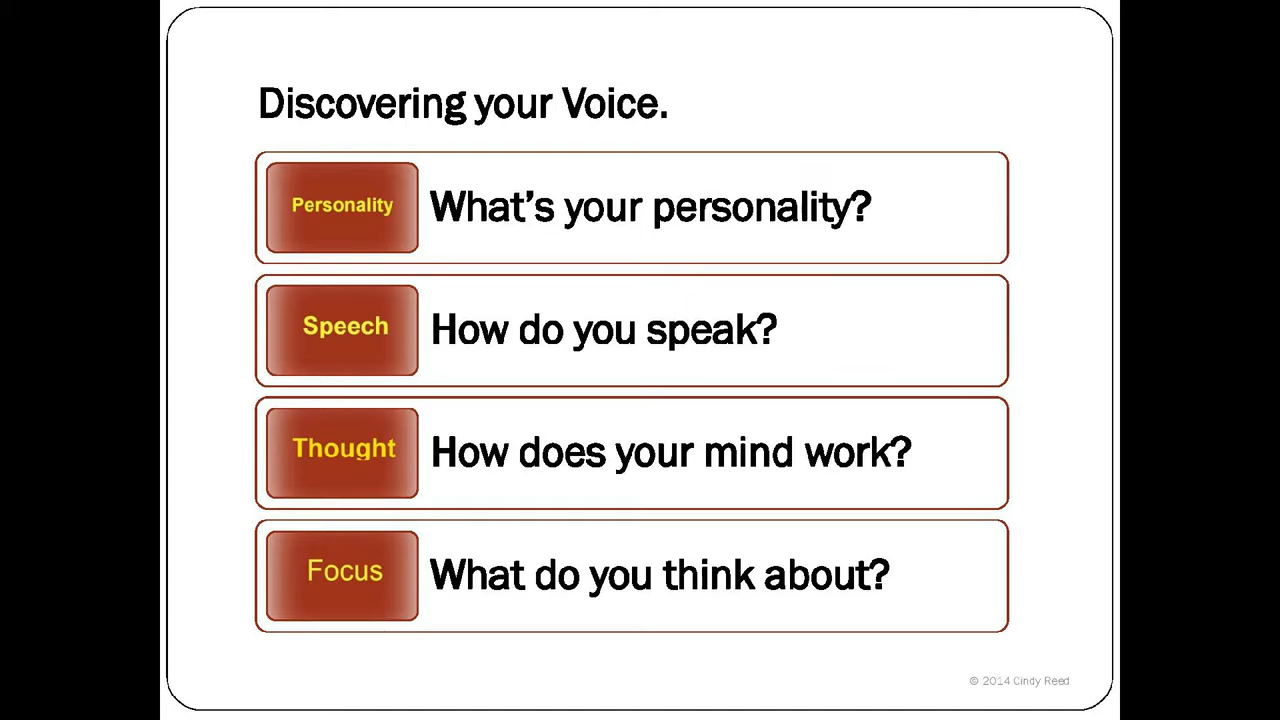 Discovering your Voice.
Personality
What's your personality?
Speech
How do you speak?
Thought
How does your mind work?
Focus
What do you think about?
© 2014 Cindy Reed